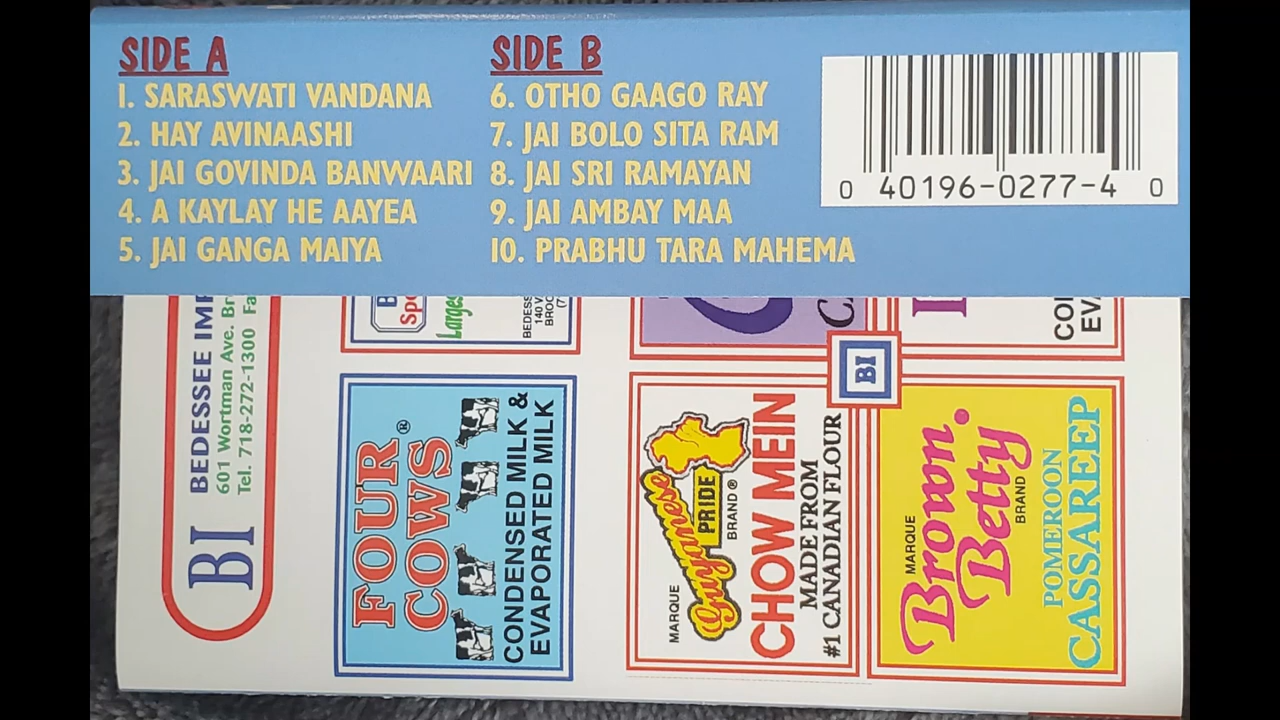 SIDE A
1. SARASWATI VANDANA
2. HAY AVINAASHI
3. JAI GOVINDA BANWAARI
4. A KAYLAY HE AAYEA
5. JAI GANGA MAIYA
SIDE B
6. OTHO GAAGO RAY
7. JAI BOLO SITA RAM
8. JAI SRI RAMAYAN
9. JAI AMBAY MAA
10. PRABHU TARA MAHEMA
0 40196-0277-4 0
BI
BEDESSEE
601 Wortman Ave.
Tel. 718-272-1300
FOUR
COWS®
CONDENSED MILK &
EVAPORATED MILK
BI
MARQUE
Guyanese
PRIDE
BRAND®
CHOW MEIN
MADE FROM
#1 CANADIAN FLOUR
MARQUE
Brown
Betty
BRAND
POMEROON
CASSAREEP